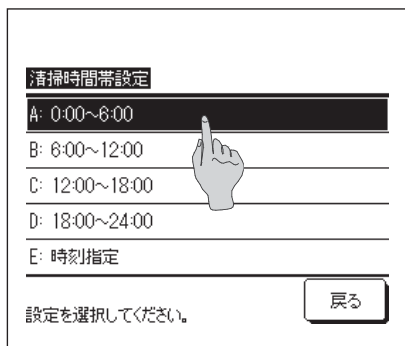 清掃時間帯設定
A: 0:00～6:00
B: 6:00～12:00
C: 12:00～18:00
D: 18:00～24:00
E: 時刻指定
設定を選択してください。
戻る